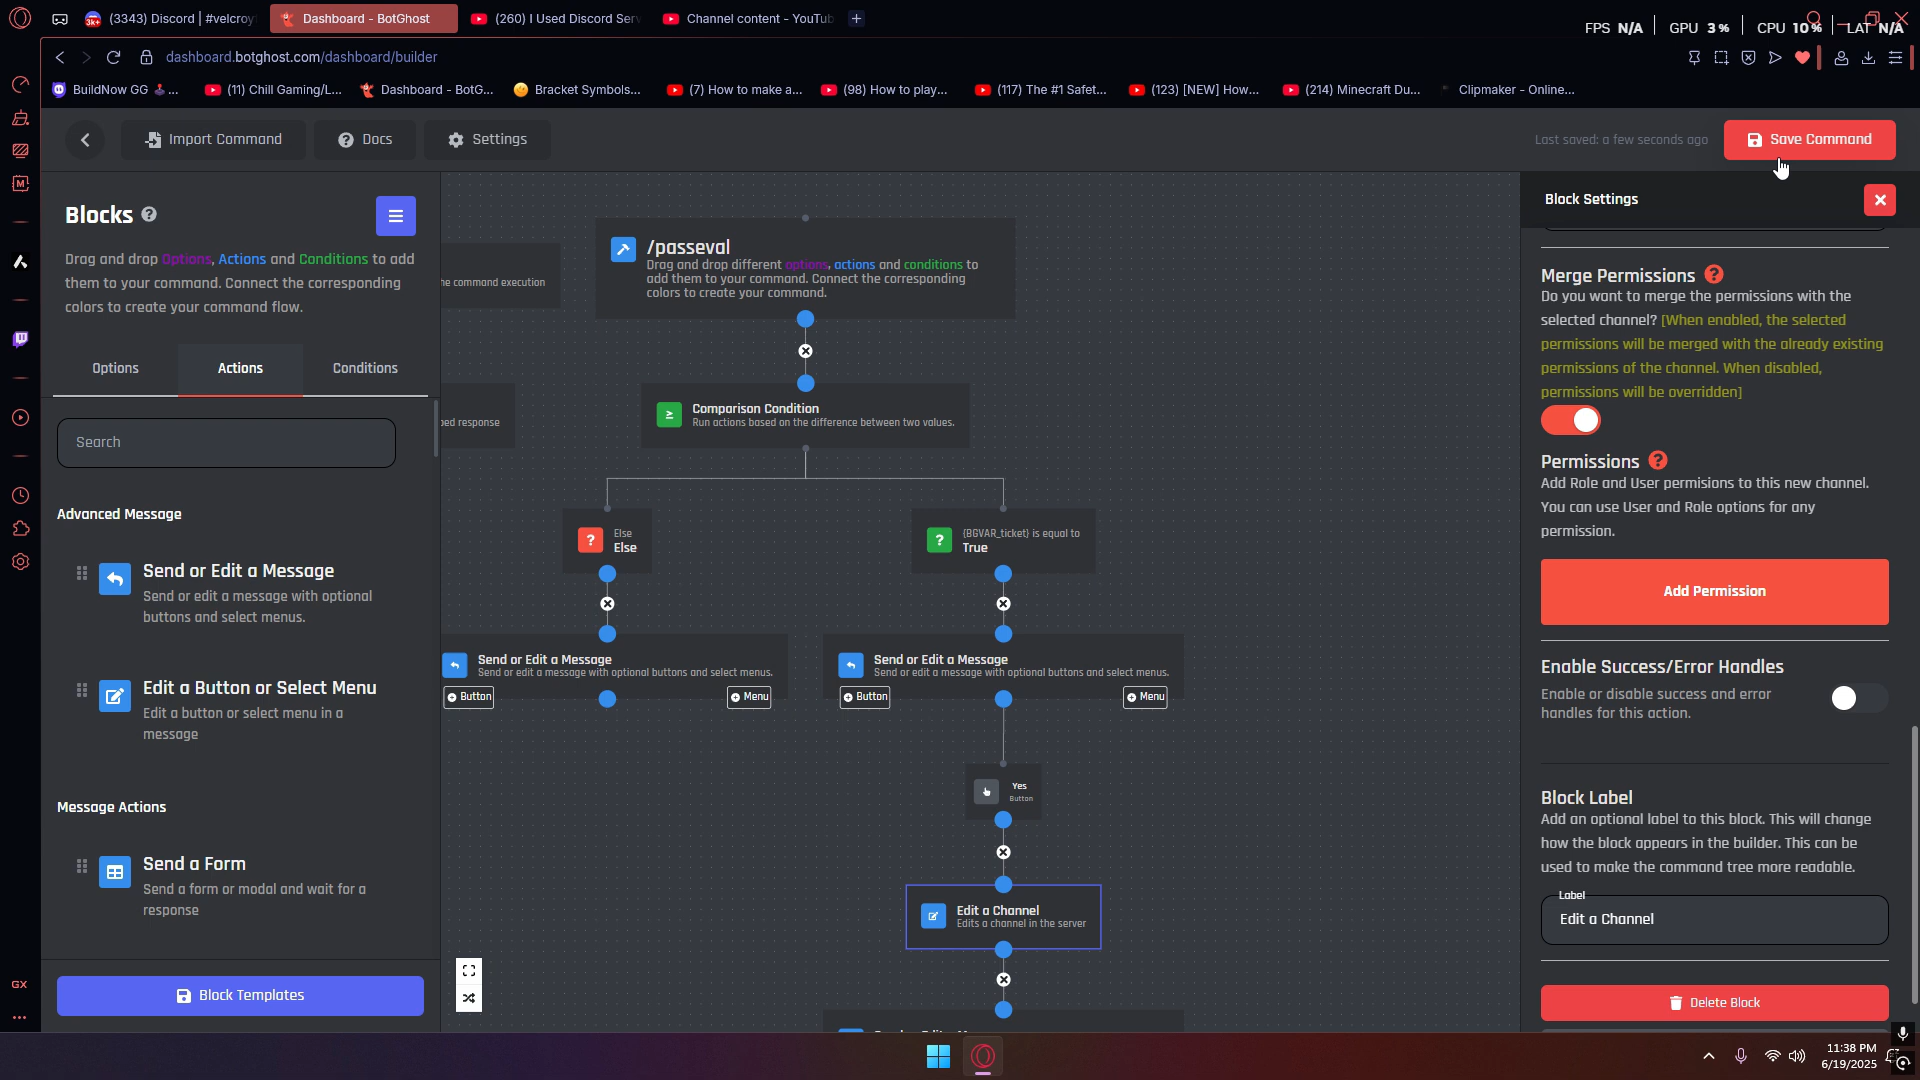 (3343) Discord | #velcroy
Dashboard - BotGhost
(260) I Used Discord Serv
Channel content - YouTub
FPS N/A
GPU 3%
CPU 10%
LAT N/A
dashboard.botghost.com/dashboard/builder
BuildNow GG 🕹️ ...
(11) Chill Gaming/L...
Dashboard - BotG...
Bracket Symbols...
(7) How to make a...
(98) How to play...
(117) The #1 Safet...
(123) [NEW] How...
(214) Minecraft Du...
Clipmaker - Online...
Import Command
Docs
Settings
Last saved: a few seconds ago
Save Command
Blocks
Drag and drop Options, Actions and Conditions to add
them to your command. Connect the corresponding
colors to create your command flow.
Options
Actions
Conditions
Search
Advanced Message
Send or Edit a Message
Send or edit a message with optional
buttons and select menus.
Edit a Button or Select Menu
Edit a button or select menu in a
message
Message Actions
Send a Form
Send a form or modal and wait for a
response
Block Templates
he command execution
/passeval
Drag and drop different options, actions and conditions to
add them to your command. Connect the corresponding
colors to create your command.
ped response
Comparison Condition
Run actions based on the difference between two values.
Else
Else
{BGVAR_ticket} is equal to
True
Send or Edit a Message
Send or edit a message with optional buttons and select menus.
Button
Menu
Send or Edit a Message
Send or edit a message with optional buttons and select menus.
Button
Menu
Yes
Button
Edit a Channel
Edits a channel in the server
Block Settings
Merge Permissions
Do you want to merge the permissions with the
selected channel? [When enabled, the selected
permissions will be merged with the already existing
permissions of the channel. When disabled,
permissions will be overridden]
Permissions
Add Role and User permisions to this new channel.
You can use User and Role options for any
permission.
Add Permission
Enable Success/Error Handles
Enable or disable success and error
handles for this action.
Block Label
Add an optional label to this block. This will change
how the block appears in the builder. This can be
used to make the command tree more readable.
Label
Edit a Channel
Delete Block
GX
11:38 PM
6/19/2025